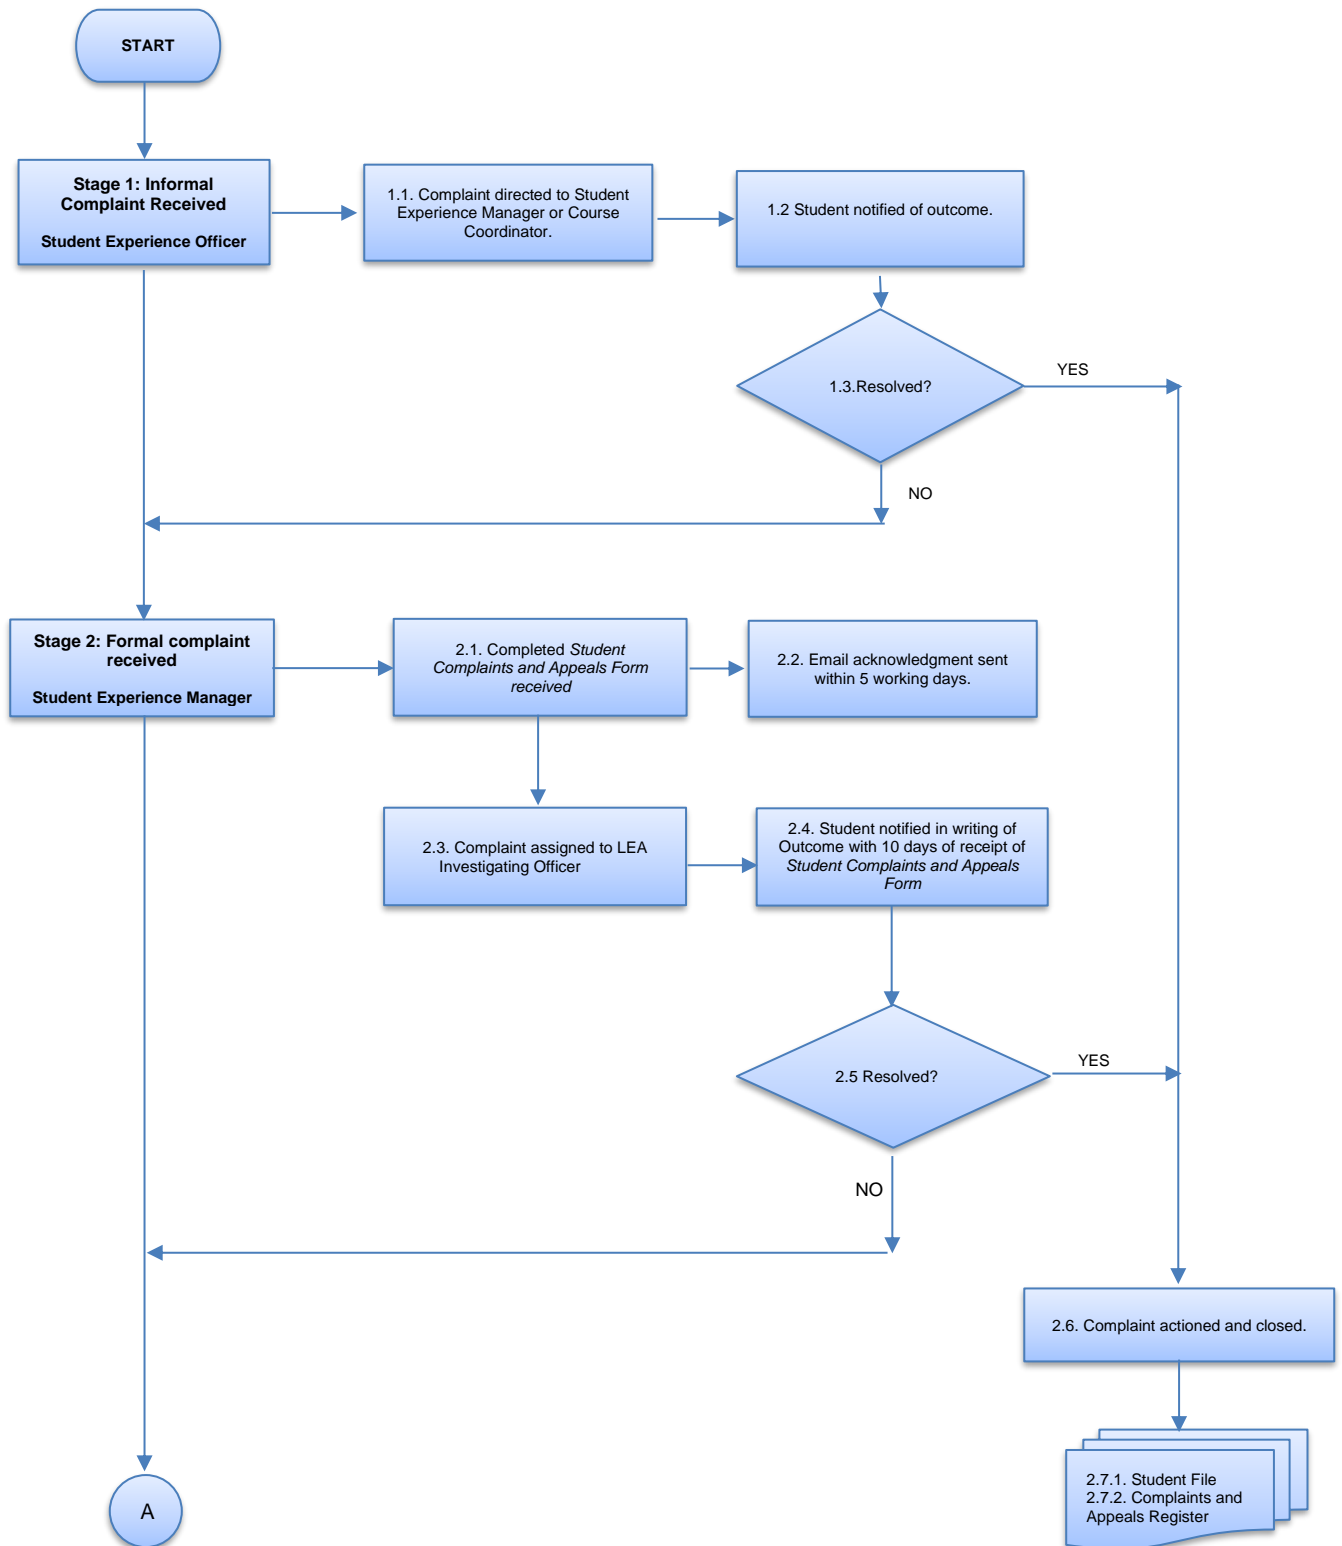 START
Stage 1: Informal
Complaint Received
Student Experience Officer
1.1. Complaint directed to Student
Experience Manager or Course
Coordinator.
1.2 Student notified of outcome.
1.3.Resolved?
YES
NO
Stage 2: Formal complaint
received
Student Experience Manager
2.1. Completed Student
Complaints and Appeals Form
received
2.2. Email acknowledgment sent
within 5 working days.
2.3. Complaint assigned to LEA
Investigating Officer
2.4. Student notified in writing of
Outcome with 10 days of receipt of
Student Complaints and Appeals
Form
2.5 Resolved?
YES
NO
2.6. Complaint actioned and closed.
2.7.1. Student File
2.7.2. Complaints and
Appeals Register
A